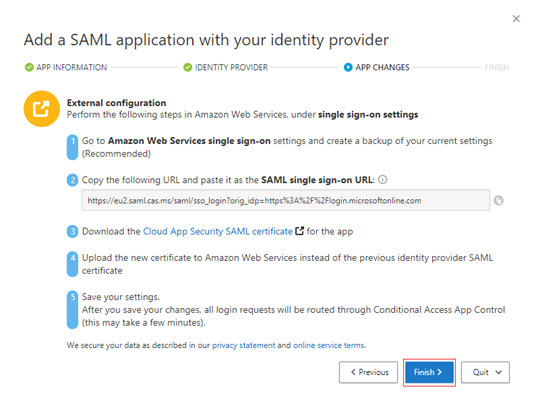 Add a SAML application with your identity provider
APP INFORMATION IDENTITY PROVIDER APP CHANGES FINISH
External configuration
Perform the following steps in Amazon Web Services, under single sign-on settings
1 Go to Amazon Web Services single sign-on settings and create a backup of your current settings
(Recommended)
2 Copy the following URL and paste it as the SAML single sign-on URL:
https://eu2.saml.cas.ms/saml/sso_login?orig_idp=https%3A%2F%2Flogin.microsoftonline.com
3 Download the Cloud App Security SAML certificate for the app
4 Upload the new certificate to Amazon Web Services instead of the previous identity provider SAML
certificate
5 Save your settings.
After you save your changes, all login requests will be routed through Conditional Access App Control
(this may take a few minutes).
We secure your data as described in our privacy statement and online service terms.
Previous Finish Quit